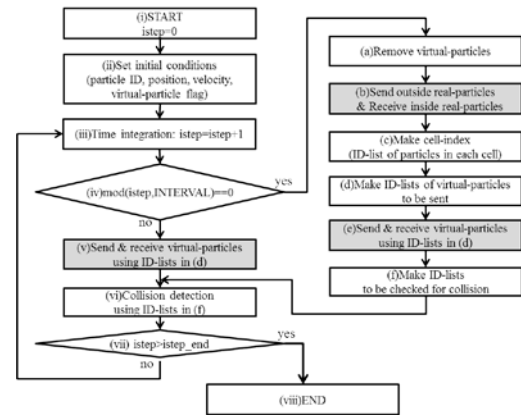 (i)START
istep=0
(ii)Set initial conditions
(particle ID, position, velocity,
virtual-particle flag)
(iii)Time integration: istep=istep+1
(iv)mod(istep,INTERVAL)==0
yes
no
(v)Send & receive virtual-particles
using ID-lists in (d)
(vi)Collision detection
using ID-lists in (f)
(vii) istep>istep_end
yes
no
(viii)END
(a)Remove virtual-particles
(b)Send outside real-particles
& Receive inside real-particles
(c)Make cell-index
(ID-list of particles in each cell)
(d)Make ID-lists of virtual-particles
to be sent
(e)Send & receive virtual-particles
using ID-lists in (d)
(f)Make ID-lists
to be checked for collision